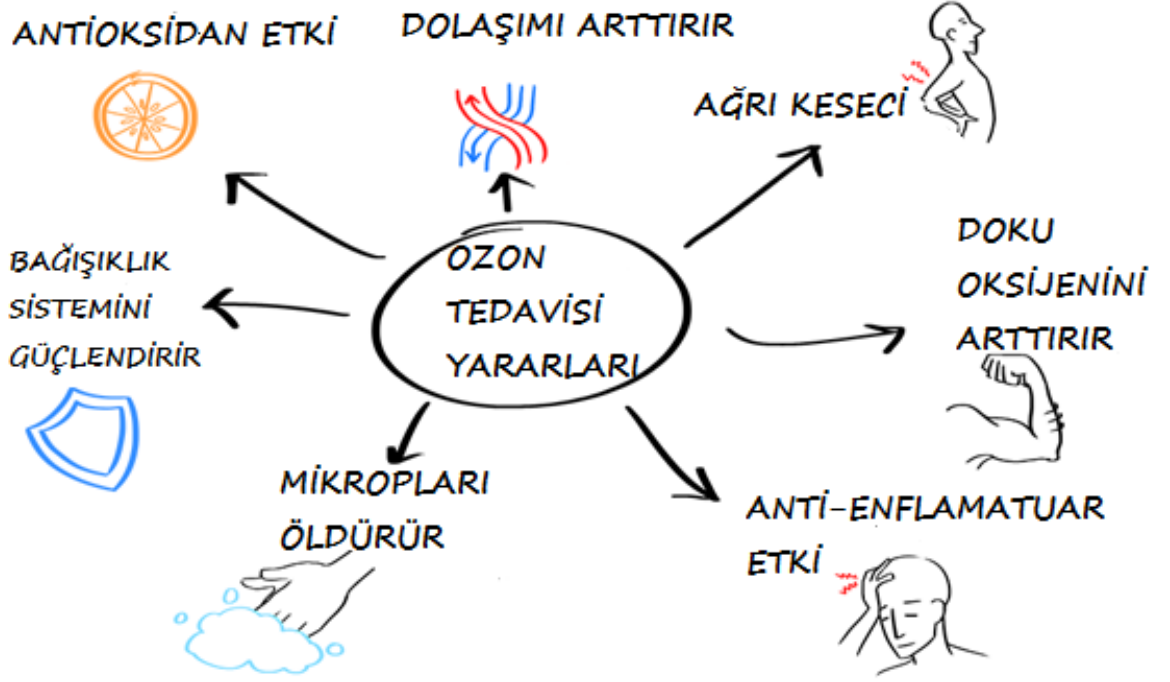 ANTİOKSİDAN ETKİ
DOLAŞIMI ARTTIRIR
AĞRI KESECİ
OZON
TEDAVİSİ
YARARLARI
BAĞIŞIKLIK
SİSTEMİNİ
GÜÇLENDİRİR
DOKU
OKSİJENİNİ
ARTTIRIR
MİKROPLARI
ÖLDÜRÜR
ANTİ-ENFLAMATUAR
ETKİ